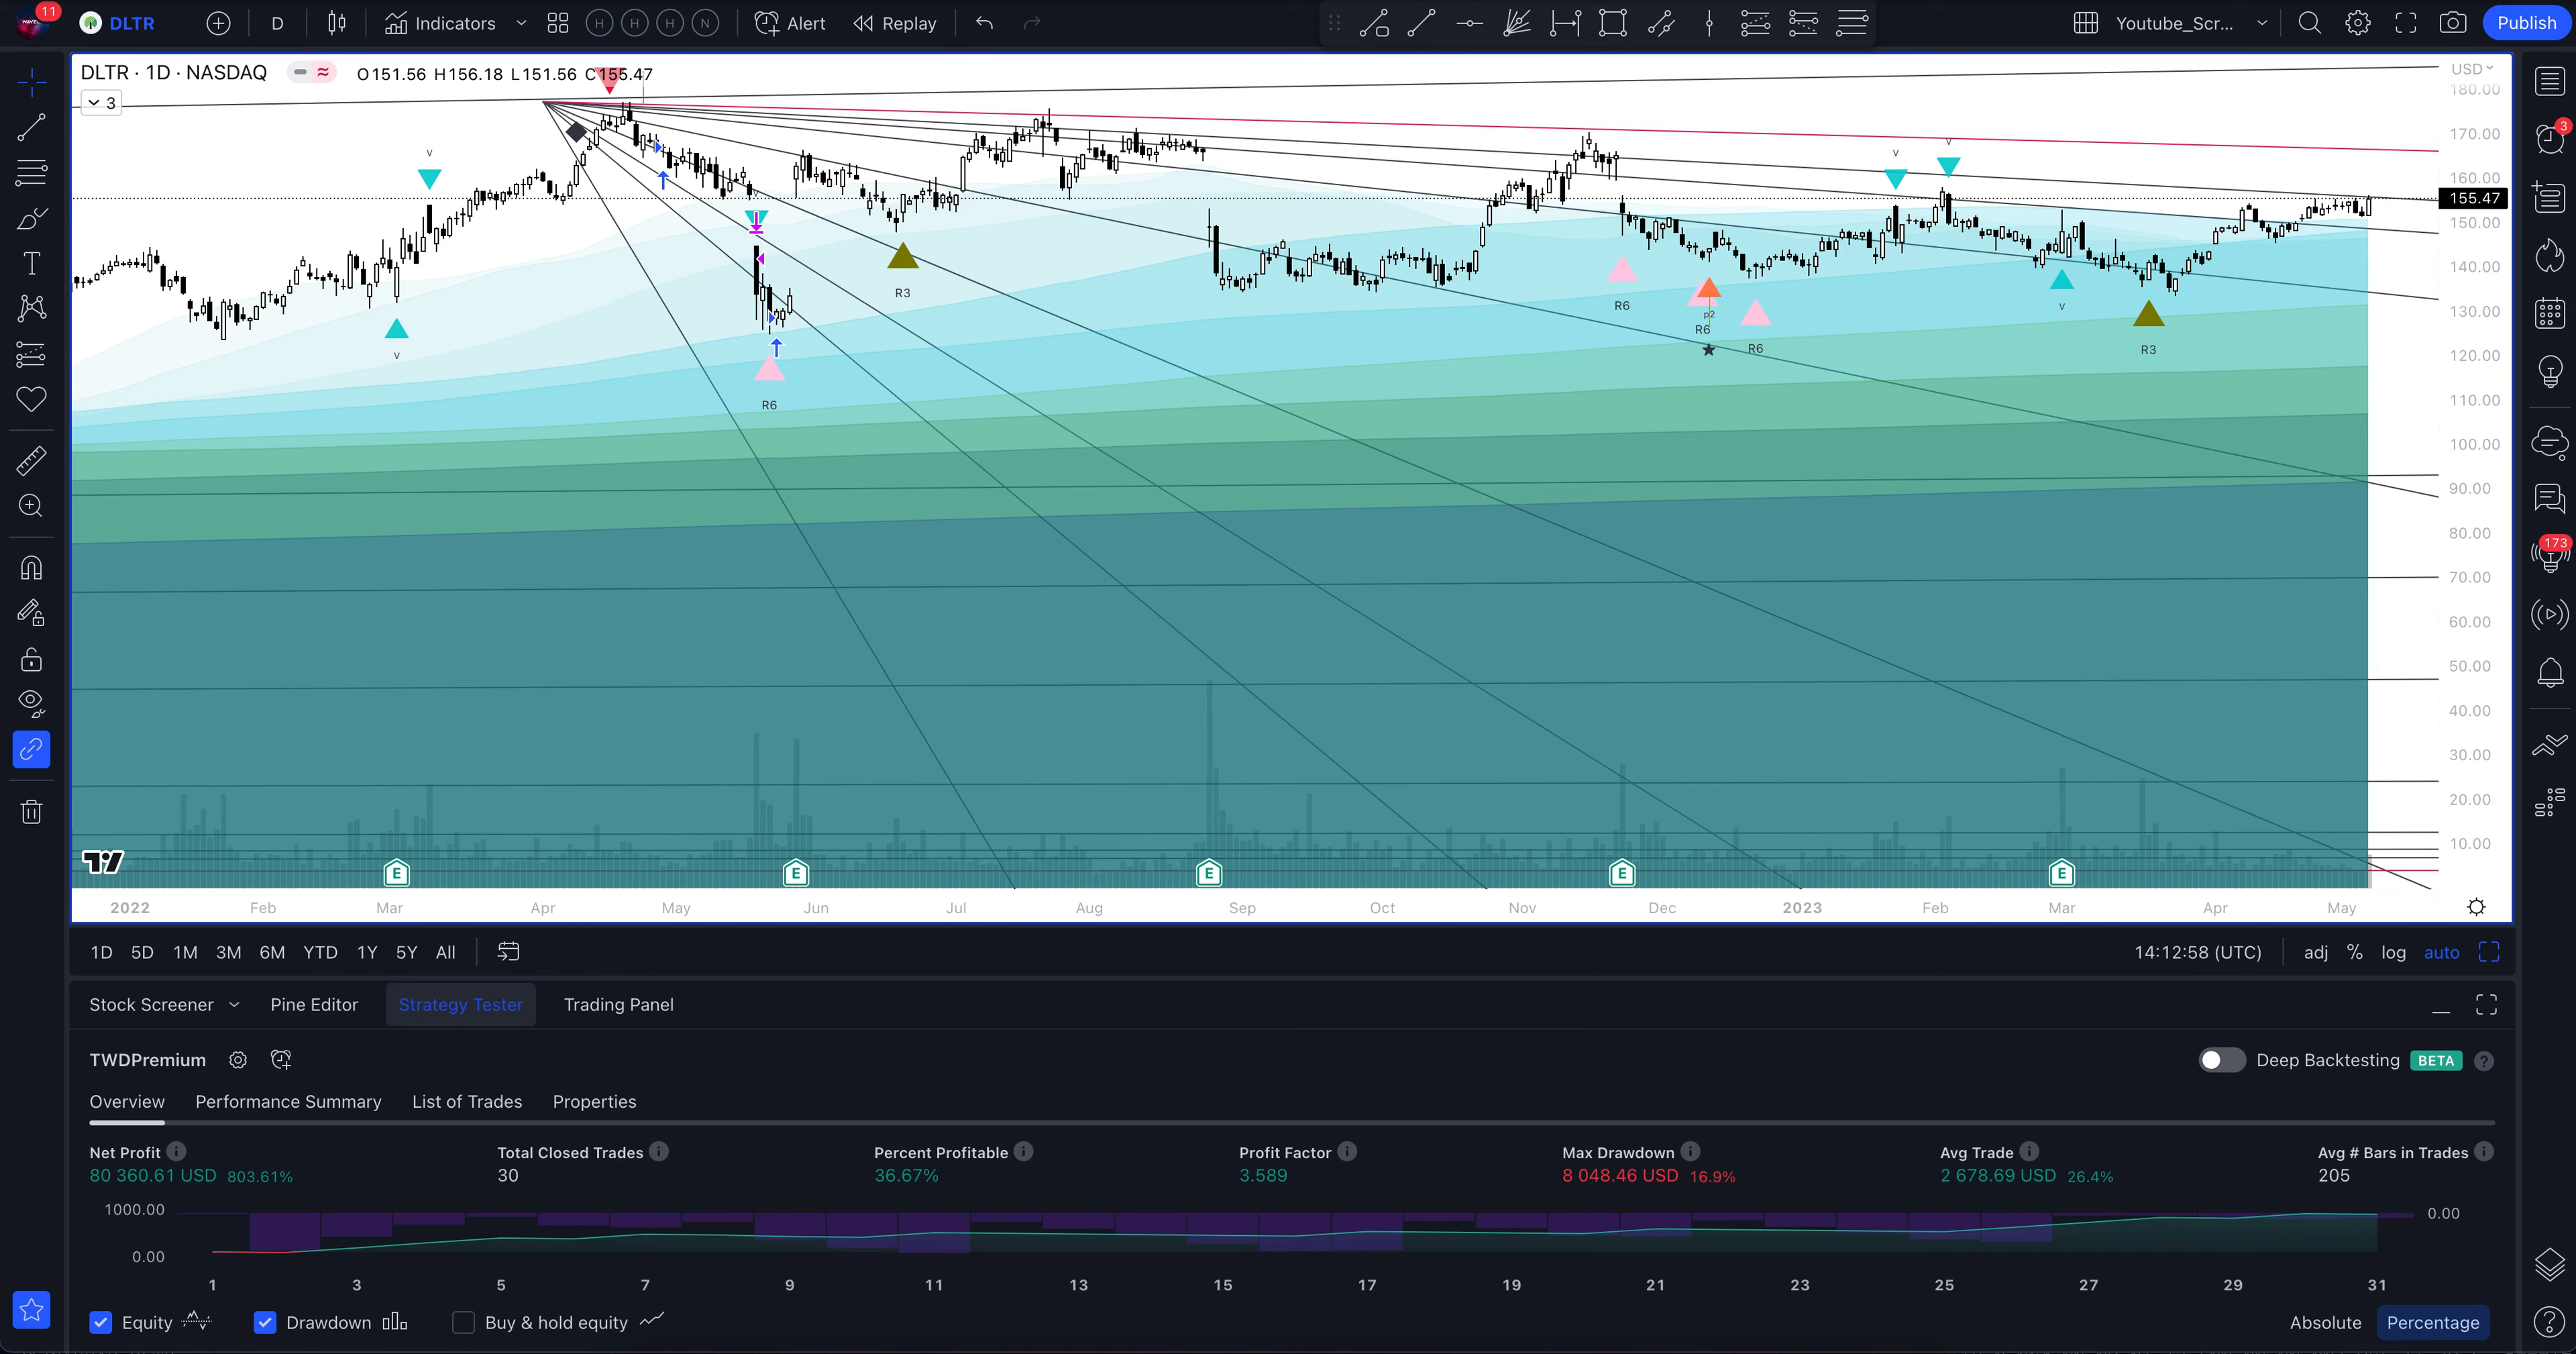 11 DLTR D Indicators H H H N Alert Replay Youtube_Scr... Publish
DLTR · 1D · NASDAQ O151.56 H156.18 L151.56 C155.47 USD
3
180.00
170.00
160.00
155.47
150.00
140.00
130.00
120.00
110.00
100.00
90.00
80.00
70.00
60.00
50.00
40.00
30.00
20.00
10.00
v
v
v
v
v
R3
R6
R6
p2
R6
R6
R3
3
173
E E E E E
2022 Feb Mar Apr May Jun Jul Aug Sep Oct Nov Dec 2023 Feb Mar Apr May
1D 5D 1M 3M 6M YTD 1Y 5Y All 14:12:58 (UTC) adj % log auto
Stock Screener Pine Editor Strategy Tester Trading Panel
TWDPremium Deep Backtesting BETA ?
Overview Performance Summary List of Trades Properties
Net Profit Total Closed Trades Percent Profitable Profit Factor Max Drawdown Avg Trade Avg # Bars in Trades
80 360.61 USD 803.61% 30 36.67% 3.589 8 048.46 USD 16.9% 2 678.69 USD 26.4% 205
1000.00 0.00
0.00
1 3 5 7 9 11 13 15 17 19 21 23 25 27 29 31
Equity Drawdown Buy & hold equity Absolute Percentage